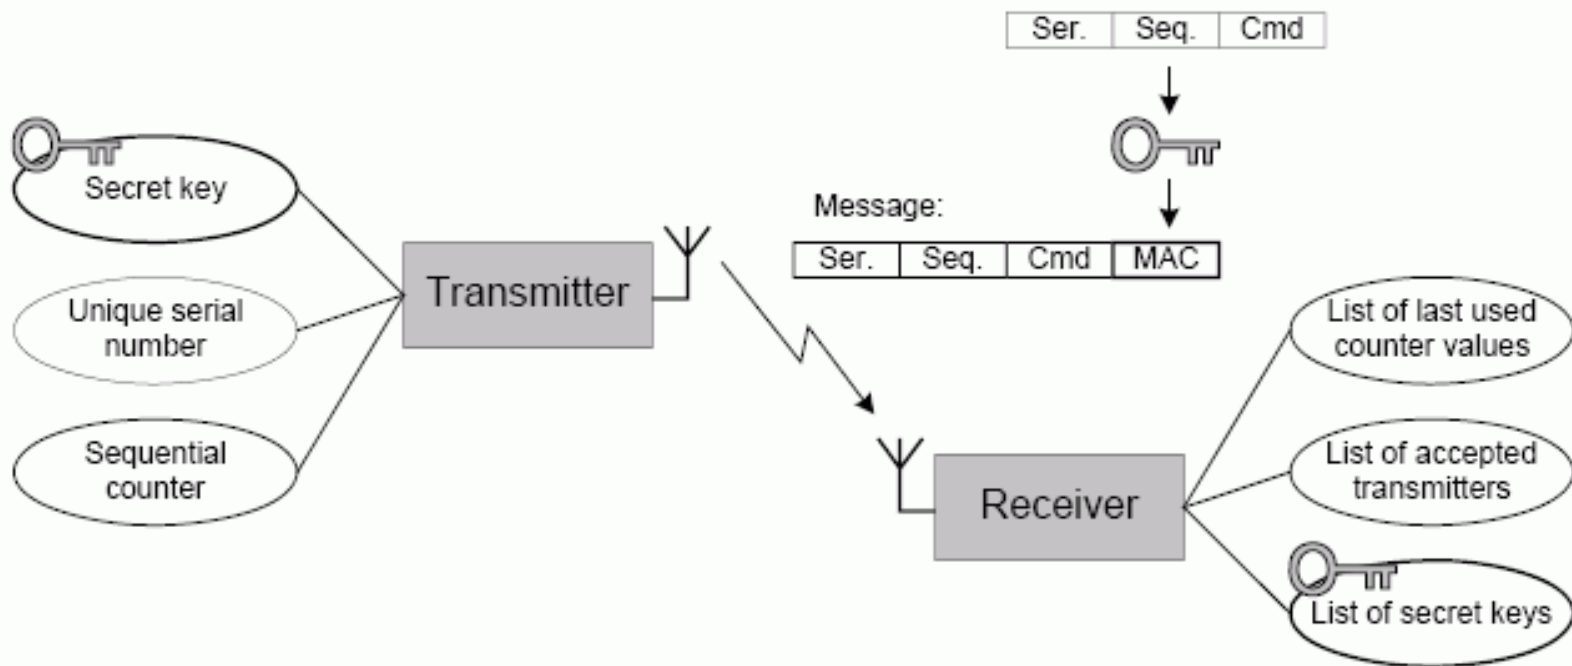 Ser. Seq. Cmd
Secret key
Message:
Ser. Seq. Cmd MAC
Transmitter
Unique serial
number
List of last used
counter values
Sequential
counter
List of accepted
transmitters
Receiver
List of secret keys